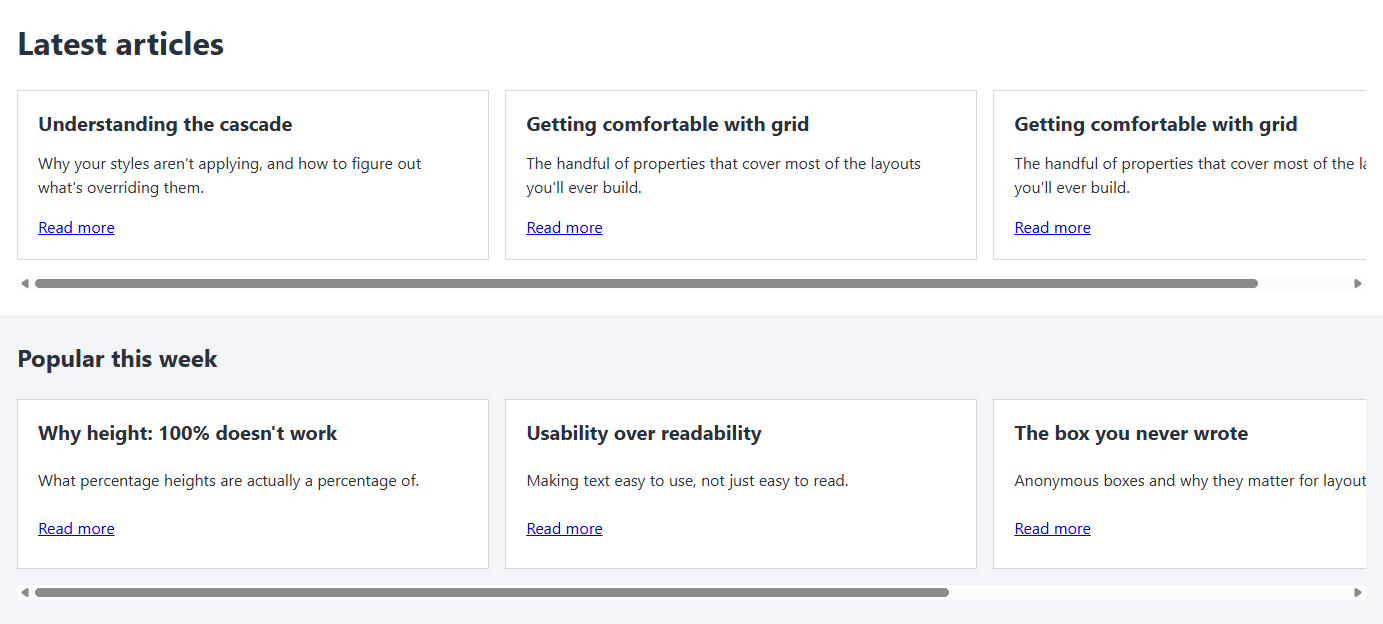 Latest articles
Understanding the cascade
Why your styles aren't applying, and how to figure out
what's overriding them.
Read more
Getting comfortable with grid
The handful of properties that cover most of the layouts
you'll ever build.
Read more
Getting comfortable with grid
The handful of properties that cover most of the
you'll ever build.
Read more
Popular this week
Why height: 100% doesn't work
What percentage heights are actually a percentage of.
Read more
Usability over readability
Making text easy to use, not just easy to read.
Read more
The box you never wrote
Anonymous boxes and why they matter for layout
Read more